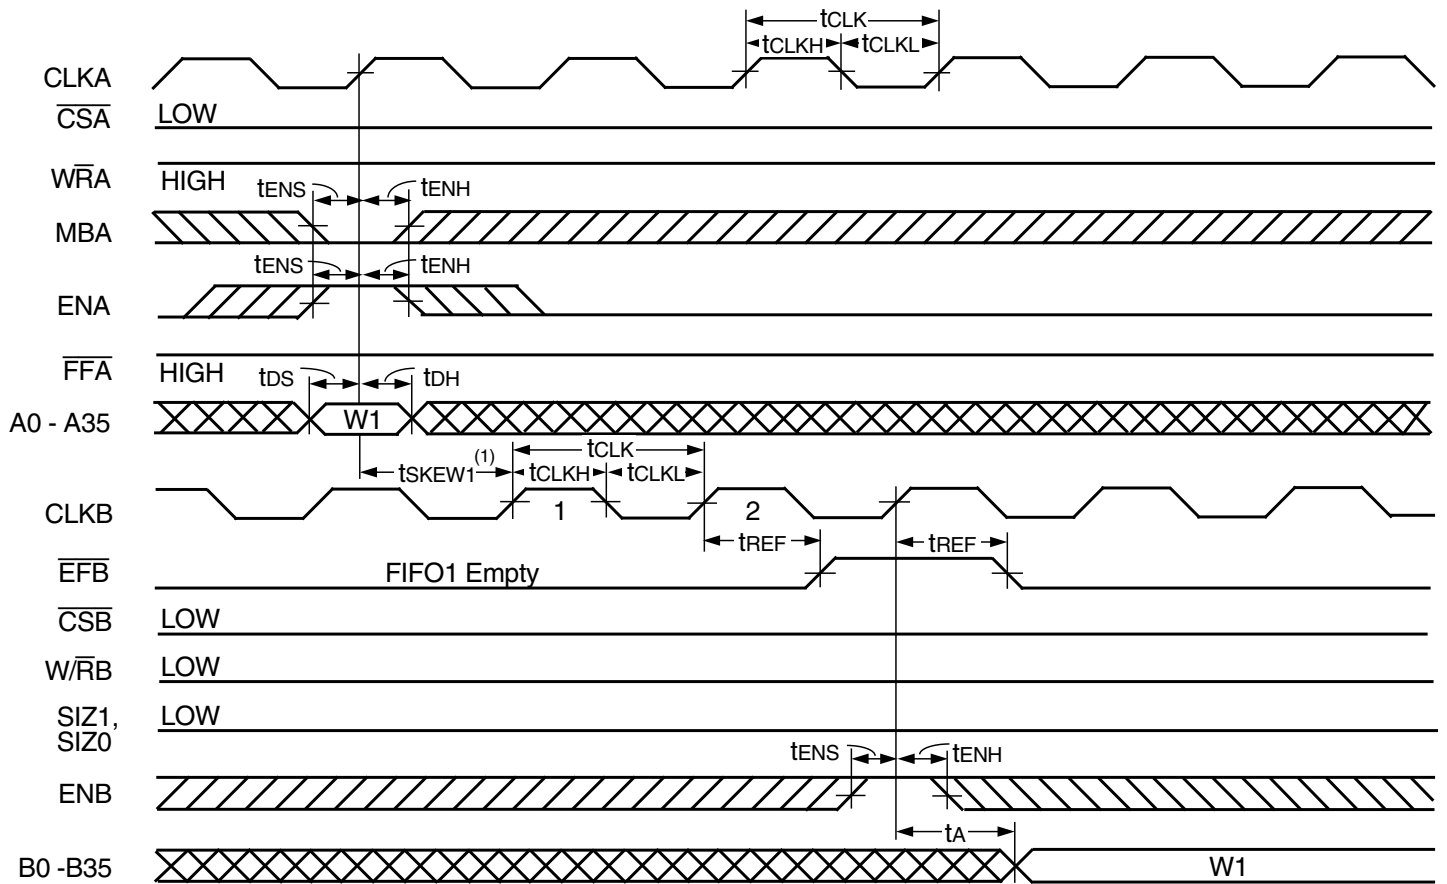 tCLK
tCLKH tCLKL
CLKA
CSA LOW
WRA HIGH
tENS tENH
MBA
tENS tENH
ENA
FFA HIGH
tDS tDH
A0 - A35 W1
tCLK
tSKEW1(1) tCLKH tCLKL
CLKB 1 2
tREF tREF
EFB FIFO1 Empty
CSB LOW
W/RB LOW
SIZ1, LOW
SIZ0
tENS tENH
ENB
tA
B0 -B35 W1